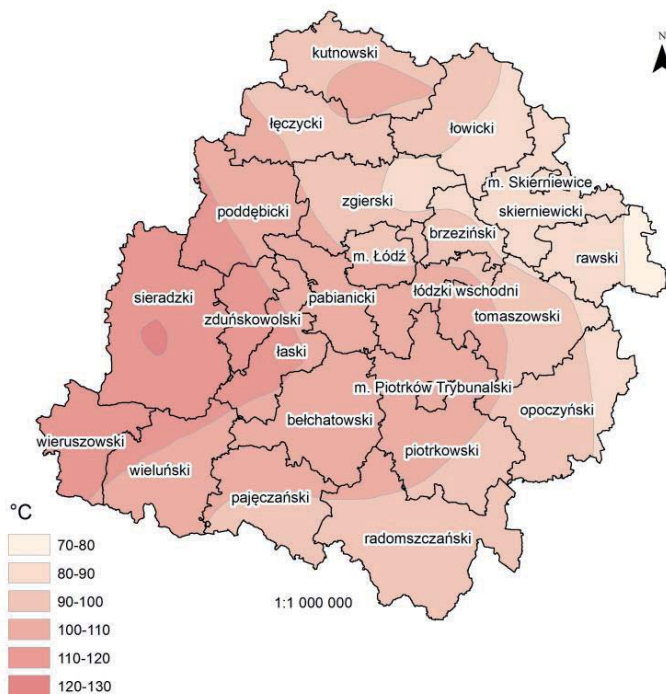 N
kutnowski
łęczycki
łowicki
m. Skierniewice
poddębicki
zgierski
skierniewicki
brzeziński
m. Łódź
rawski
sieradzki
pabianicki
łódzki wschodni
zduńskowolski
tomaszowski
łaski
m. Piotrków Trybunalski
opoczyński
bełchatowski
wieruszowski
piotrkowski
wieluński
pajęczański
radomszczański
°C
70-80
80-90
90-100
100-110
110-120
120-130
1:1 000 000